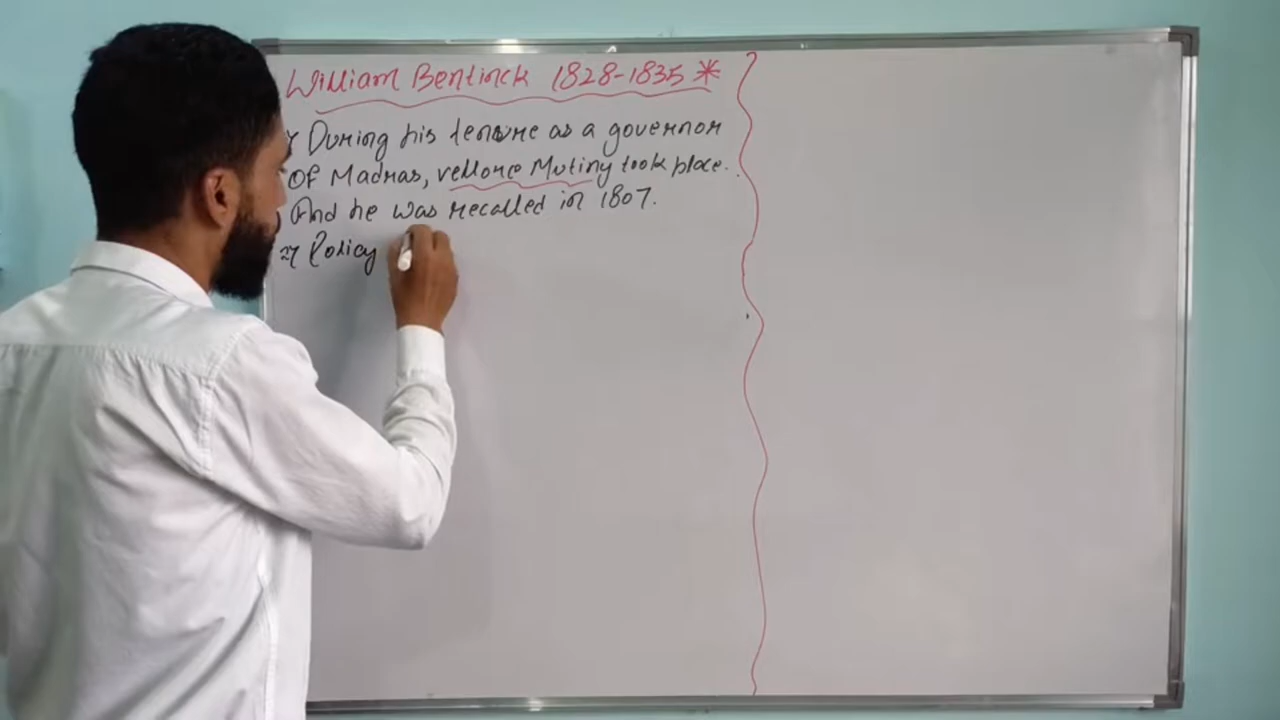 William Bentinck 1828-1835 *
During his tenure as a governor
of Madras, vellore Mutiny took place.
And he was recalled in 1807.
2) Policy